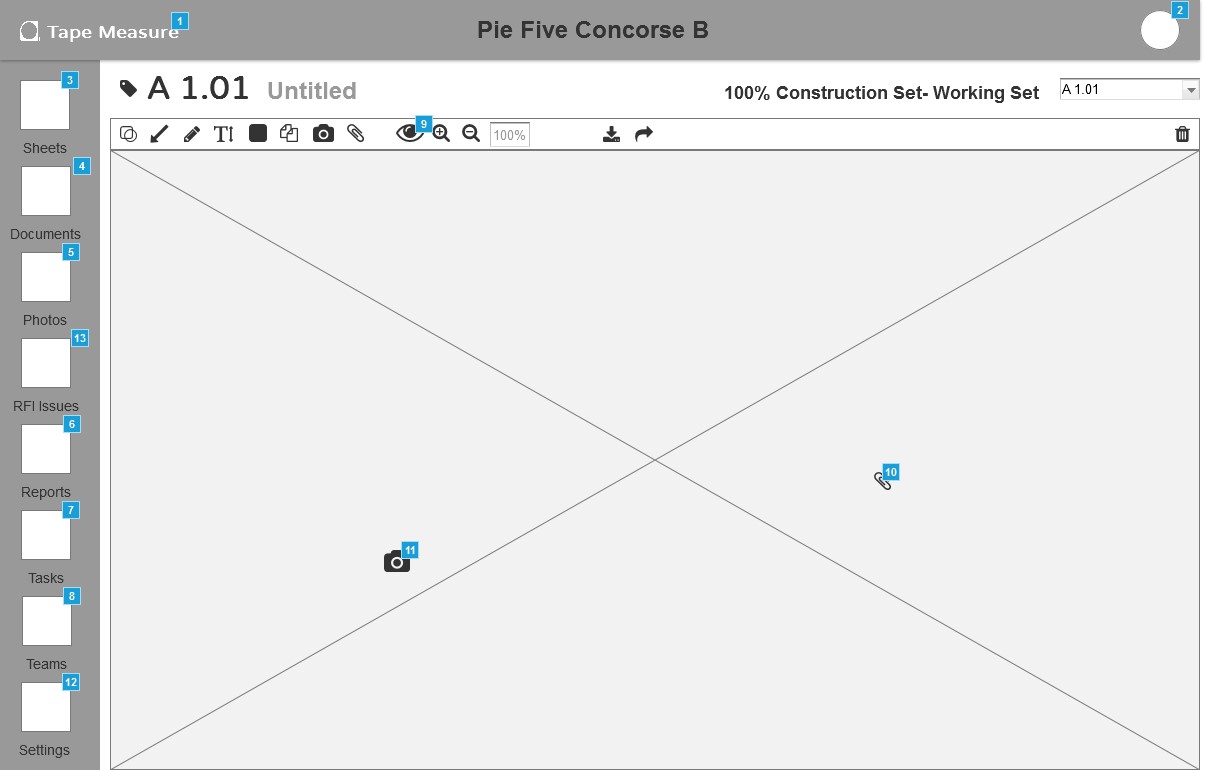 Tape Measure 1
Pie Five Concorse B
2
3
Sheets
4
Documents
5
Photos
13
RFI Issues
6
Reports
7
Tasks
8
Teams
12
Settings
A 1.01 Untitled
100% Construction Set- Working Set
A 1.01
T
9
100%
10
11